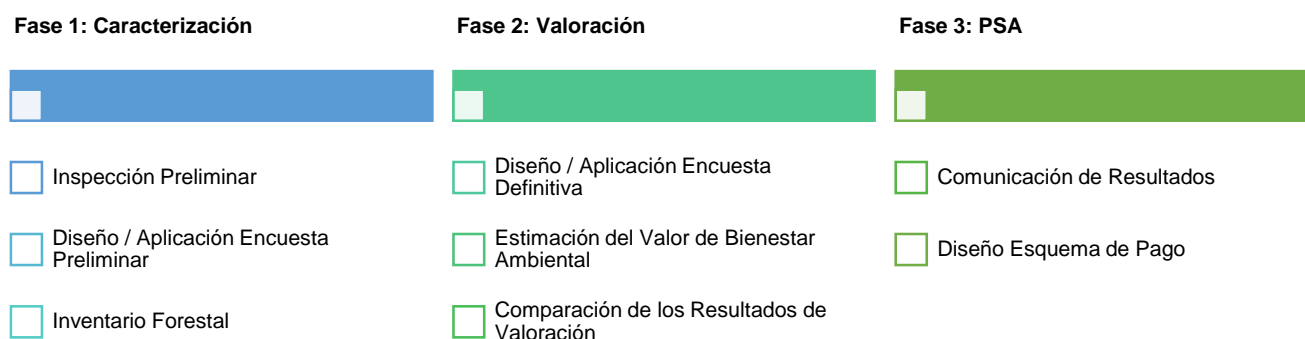 Fase 1: Caracterización
Inspección Preliminar
Diseño / Aplicación Encuesta
Preliminar
Inventario Forestal
Fase 2: Valoración
Diseño / Aplicación Encuesta
Definitiva
Estimación del Valor de Bienestar
Ambiental
Comparación de los Resultados de
Valoración
Fase 3: PSA
Comunicación de Resultados
Diseño Esquema de Pago